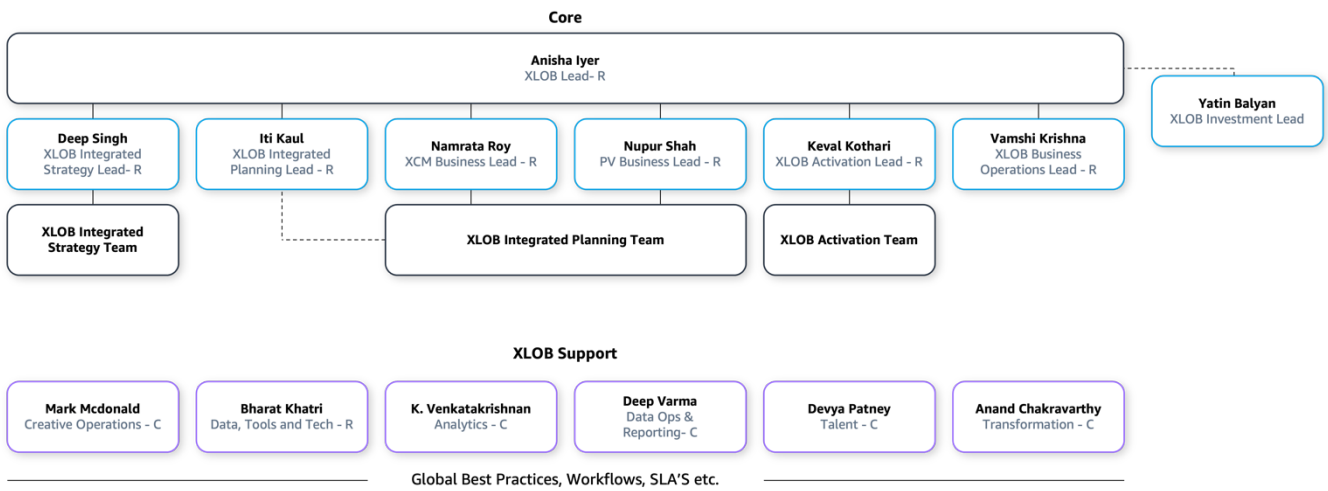 Core
Anisha Iyer
XLOB Lead- R
Yatin Balyan
XLOB Investment Lead
Deep Singh
XLOB Integrated
Strategy Lead- R
Iti Kaul
XLOB Integrated
Planning Lead - R
Namrata Roy
XCM Business Lead - R
Nupur Shah
PV Business Lead - R
Keval Kothari
XLOB Activation Lead - R
Vamshi Krishna
XLOB Business
Operations Lead - R
XLOB Integrated
Strategy Team
XLOB Integrated Planning Team
XLOB Activation Team
XLOB Support
Mark Mcdonald
Creative Operations - C
Bharat Khatri
Data, Tools and Tech - R
K. Venkatakrishnan
Analytics - C
Deep Varma
Data Ops &
Reporting- C
Devya Patney
Talent - C
Anand Chakravarthy
Transformation - C
Global Best Practices, Workflows, SLA'S etc.